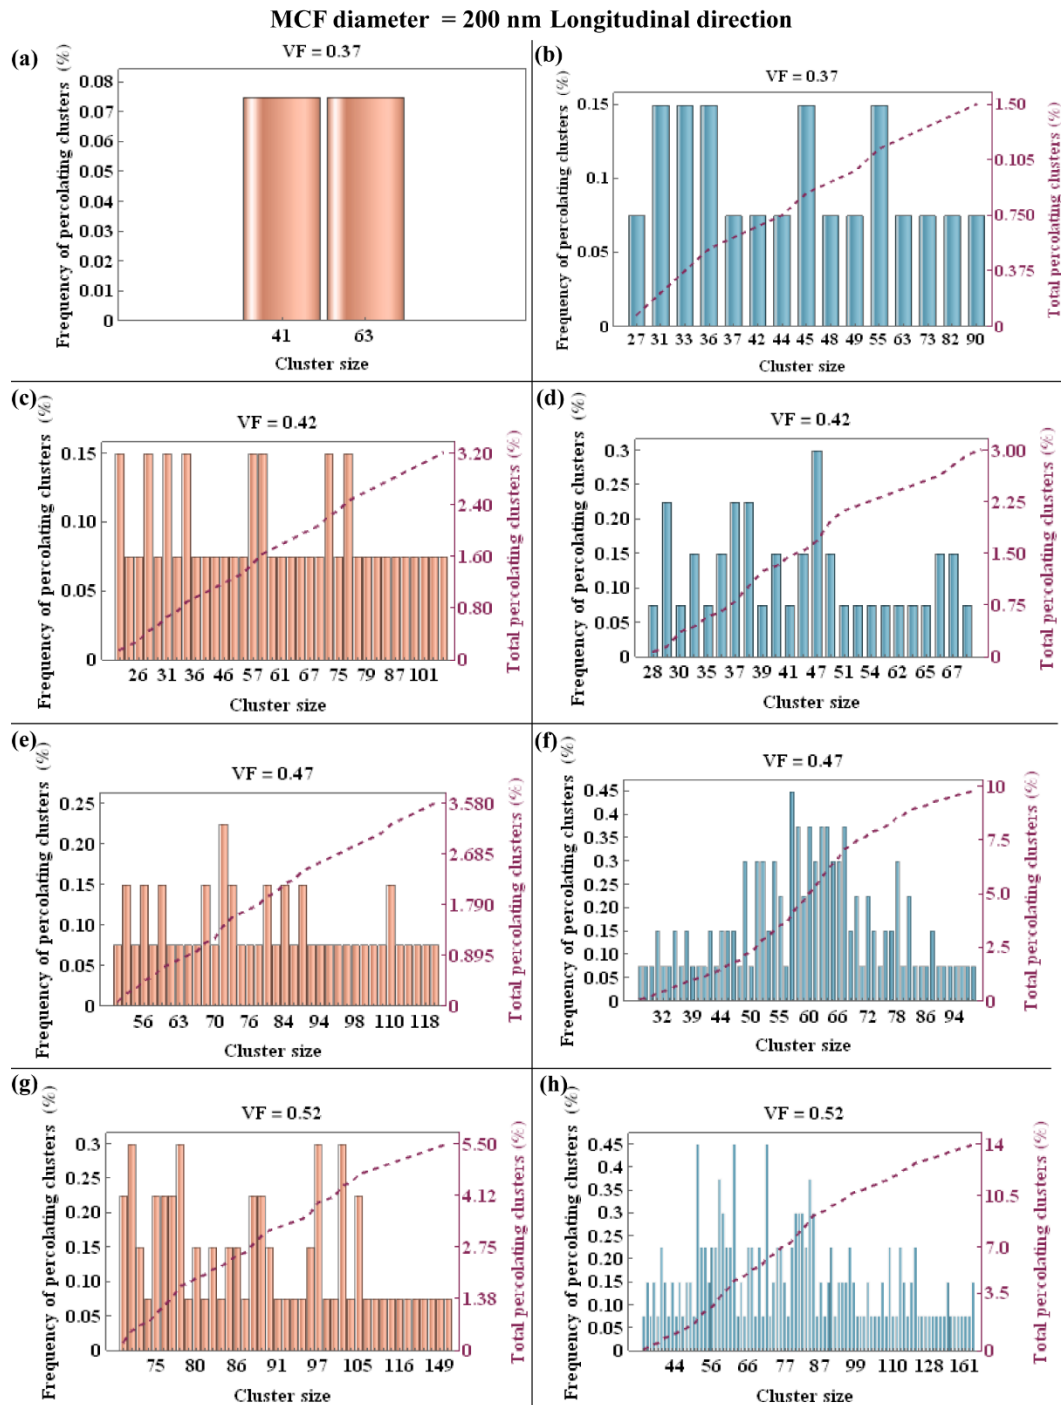 MCF diameter = 200 nm Longitudinal direction
(a)
VF = 0.37
Frequency of percolating clusters (%)
0.08
0.07
0.06
0.05
0.04
0.03
0.02
0.01
0
41 63
Cluster size
(b)
VF = 0.37
Frequency of percolating clusters (%)
0.15
0.1
0.05
0
27 31 33 36 37 42 44 45 48 49 55 63 73 82 90
Cluster size
1.50
0.105
0.750
0.375
0
Total percolating clusters (%)
(c)
VF = 0.42
Frequency of percolating clusters (%)
0.15
0.10
0.05
0
26 31 36 46 57 61 67 75 79 87 101
Cluster size
3.20
2.40
1.60
0.80
0
Total percolating clusters (%)
(d)
VF = 0.42
Frequency of percolating clusters (%)
0.3
0.25
0.20
0.15
0.1
0.05
0
28 30 35 37 39 41 47 51 54 62 65 67
Cluster size
3.00
2.25
1.50
0.75
0
Total percolating clusters (%)
(e)
VF = 0.47
Frequency of percolating clusters (%)
0.25
0.20
0.15
0.10
0.05
0
56 63 70 76 84 94 98 110 118
Cluster size
3.580
2.685
1.790
0.895
0
Total percolating clusters (%)
(f)
VF = 0.47
Frequency of percolating clusters (%)
0.45
0.4
0.35
0.3
0.25
0.2
0.15
0.1
0.05
0
32 39 44 50 55 60 66 72 78 86 94
Cluster size
10
7.5
5.0
2.5
0
Total percolating clusters (%)
(g)
VF = 0.52
Frequency of percolating clusters (%)
0.3
0.25
0.20
0.15
0.10
0.05
0
75 80 86 91 97 105 116 149
Cluster size
5.50
4.12
2.75
1.38
0
Total percolating clusters (%)
(h)
VF = 0.52
Frequency of percolating clusters (%)
0.45
0.4
0.35
0.3
0.25
0.20
0.15
0.10
0.05
0
44 56 66 77 87 99 110 128 161
Cluster size
14
10.5
7.0
3.5
0
Total percolating clusters (%)